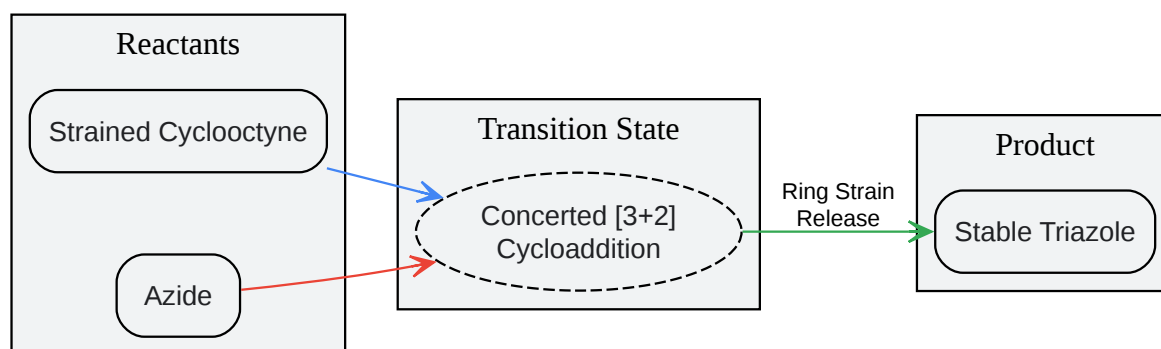 Reactants
Strained Cyclooctyne
Azide
Transition State
Concerted [3+2]
Cycloaddition
Ring Strain
Release
Product
Stable Triazole